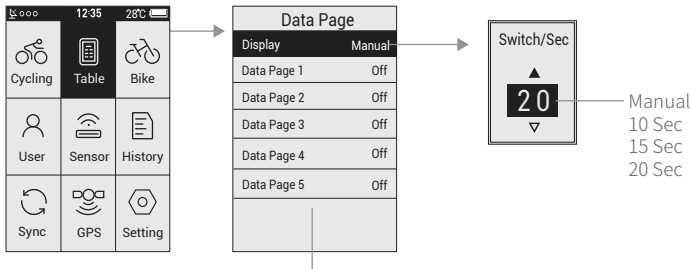 12:35 28℃
Cycling Table Bike
User Sensor History
Sync GPS Setting
Data Page
Display Manual
Data Page 1 Off
Data Page 2 Off
Data Page 3 Off
Data Page 4 Off
Data Page 5 Off
Switch/Sec
20
Manual
10 Sec
15 Sec
20 Sec